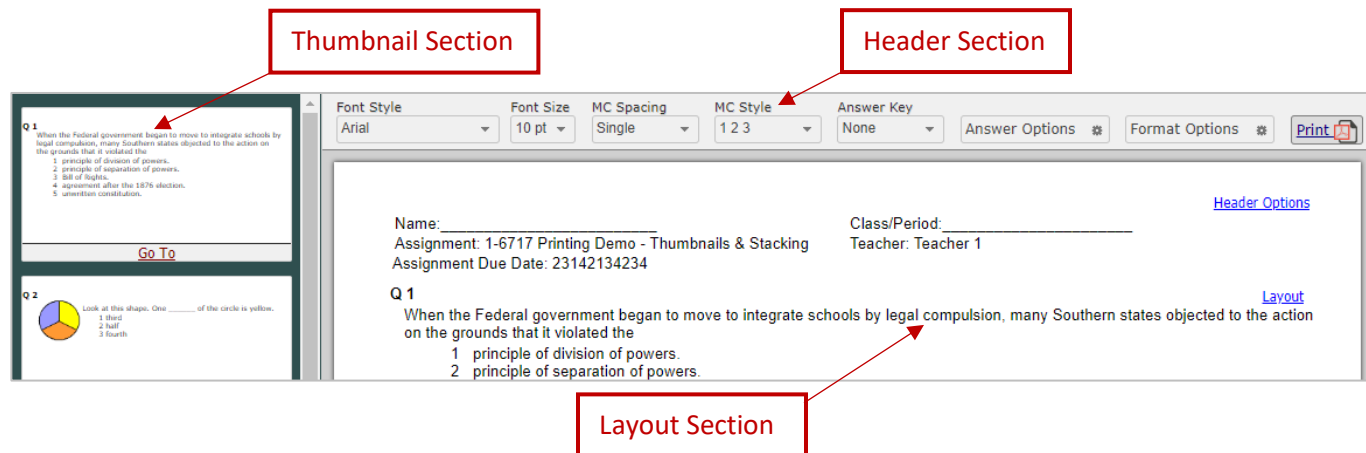 Thumbnail Section
Header Section
Q 1
When the Federal government began to move to integrate schools by
legal compulsion, many Southern states objected to the action on
the grounds that it violated the
1 principle of division of powers.
2 principle of separation of powers.
3 Bill of Rights.
4 agreement after the 1876 election.
5 unwritten constitution.
Go To
Q 2
Look at this shape. One ______ of the circle is yellow.
1 third
2 half
3 fourth
Font Style Font Size MC Spacing MC Style Answer Key
Arial 10 pt Single 1 2 3 None Answer Options Format Options Print
Header Options
Name:__________________________ Class/Period:_______________________
Assignment: 1-6717 Printing Demo - Thumbnails & Stacking Teacher: Teacher 1
Assignment Due Date: 23142134234
Q 1
Layout
When the Federal government began to move to integrate schools by legal compulsion, many Southern states objected to the action
on the grounds that it violated the
1 principle of division of powers.
2 principle of separation of powers.
Layout Section